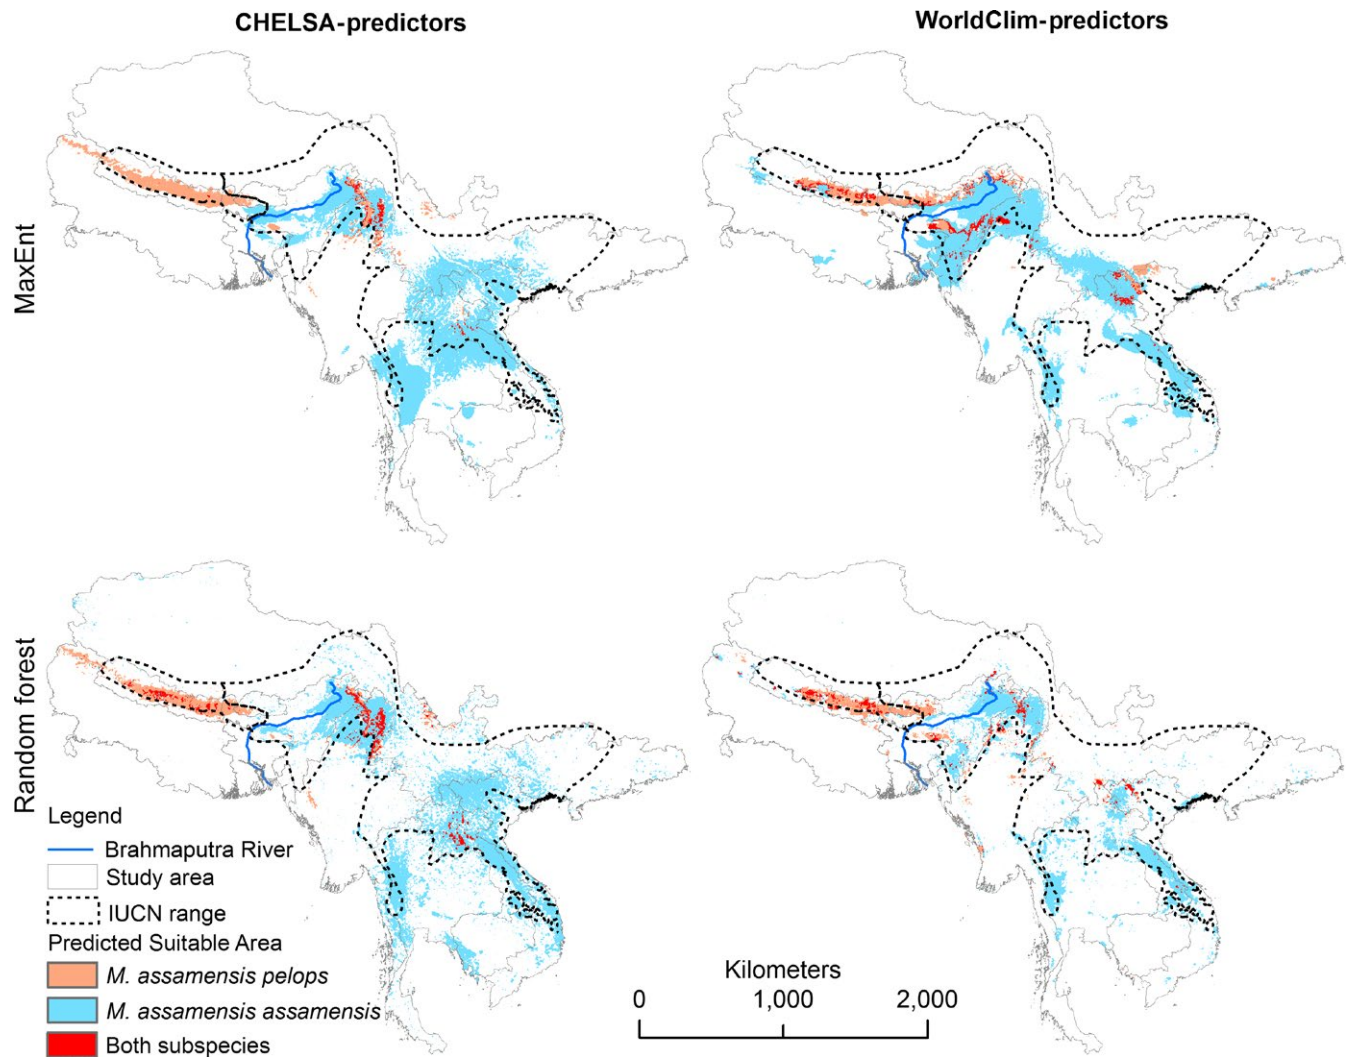 CHELSA-predictors
WorldClim-predictors
MaxEnt
Random forest
Legend
Brahmaputra River
Study area
IUCN range
Predicted Suitable Area
M. assamensis pelops
M. assamensis assamensis
Both subspecies
Kilometers
0 1,000 2,000